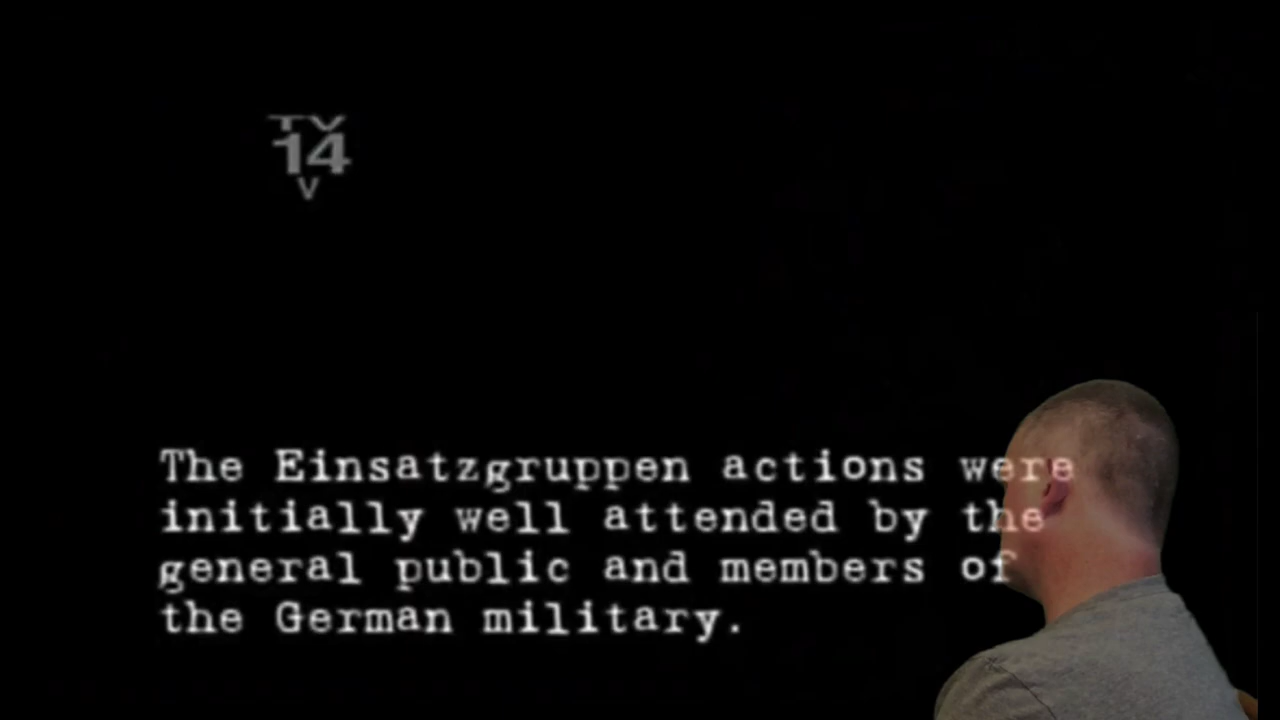 TV
14
V
The Einsatzgruppen actions were
initially well attended by the
general public and members of
the German military.